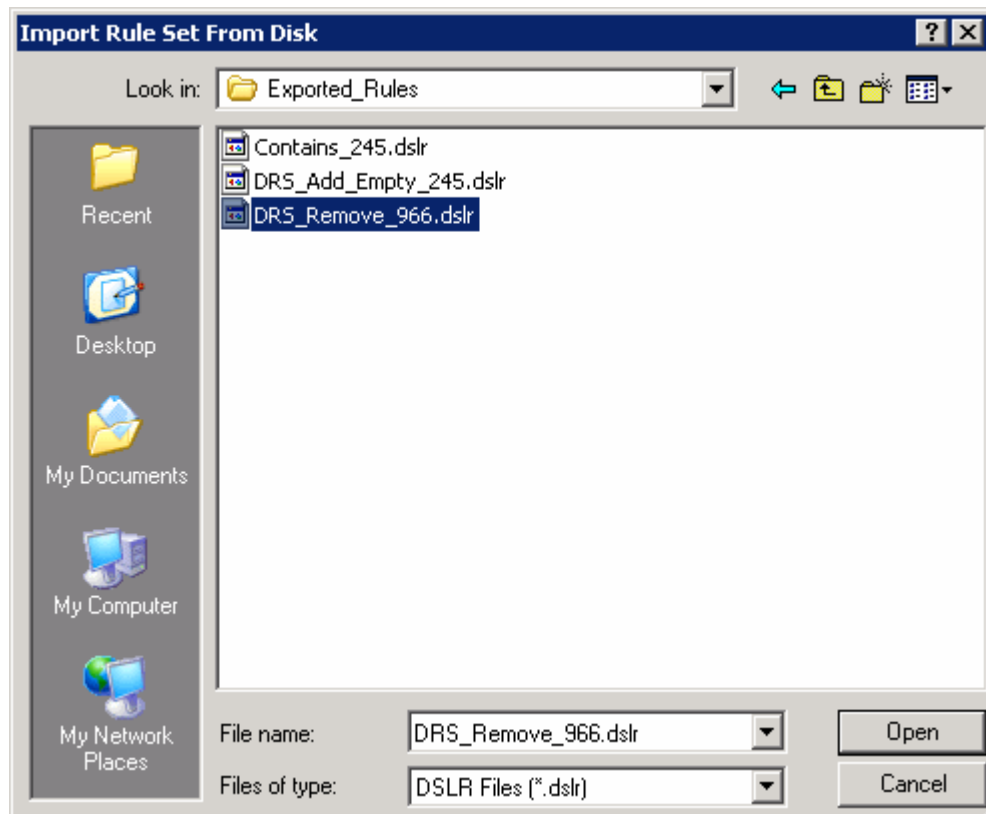 Import Rule Set From Disk
Look in: Exported_Rules
Contains_245.dslr
DRS_Add_Empty_245.dslr
DRS_Remove_966.dslr
Recent
Desktop
My Documents
My Computer
My Network
Places
File name: DRS_Remove_966.dslr Open
Files of type: DSLR Files (*.dslr) Cancel